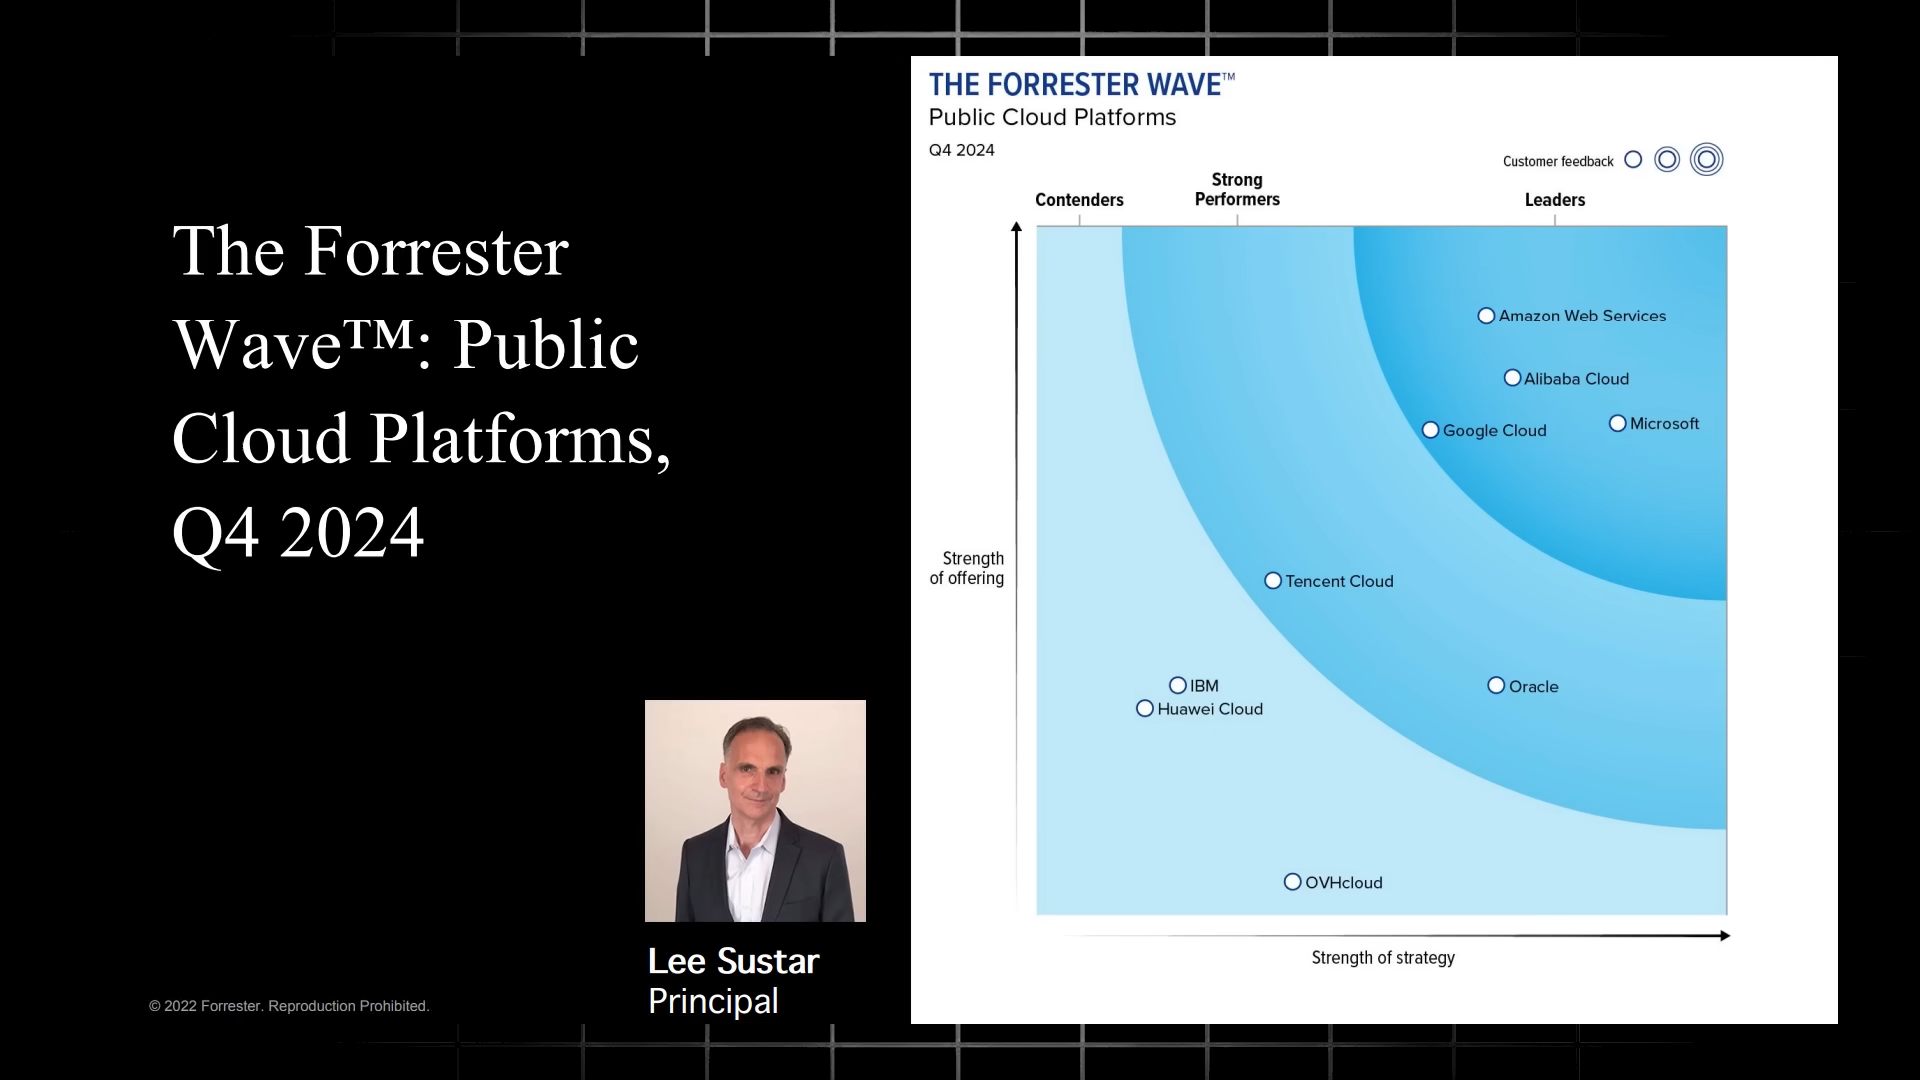 The Forrester
Wave™: Public
Cloud Platforms,
Q4 2024
Lee Sustar
Principal
© 2022 Forrester. Reproduction Prohibited.
THE FORRESTER WAVE™
Public Cloud Platforms
Q4 2024
Customer feedback
Contenders
Strong
Performers
Leaders
Amazon Web Services
Alibaba Cloud
Microsoft
Google Cloud
Strength
of offering
Tencent Cloud
IBM
Oracle
Huawei Cloud
OVHcloud
Strength of strategy